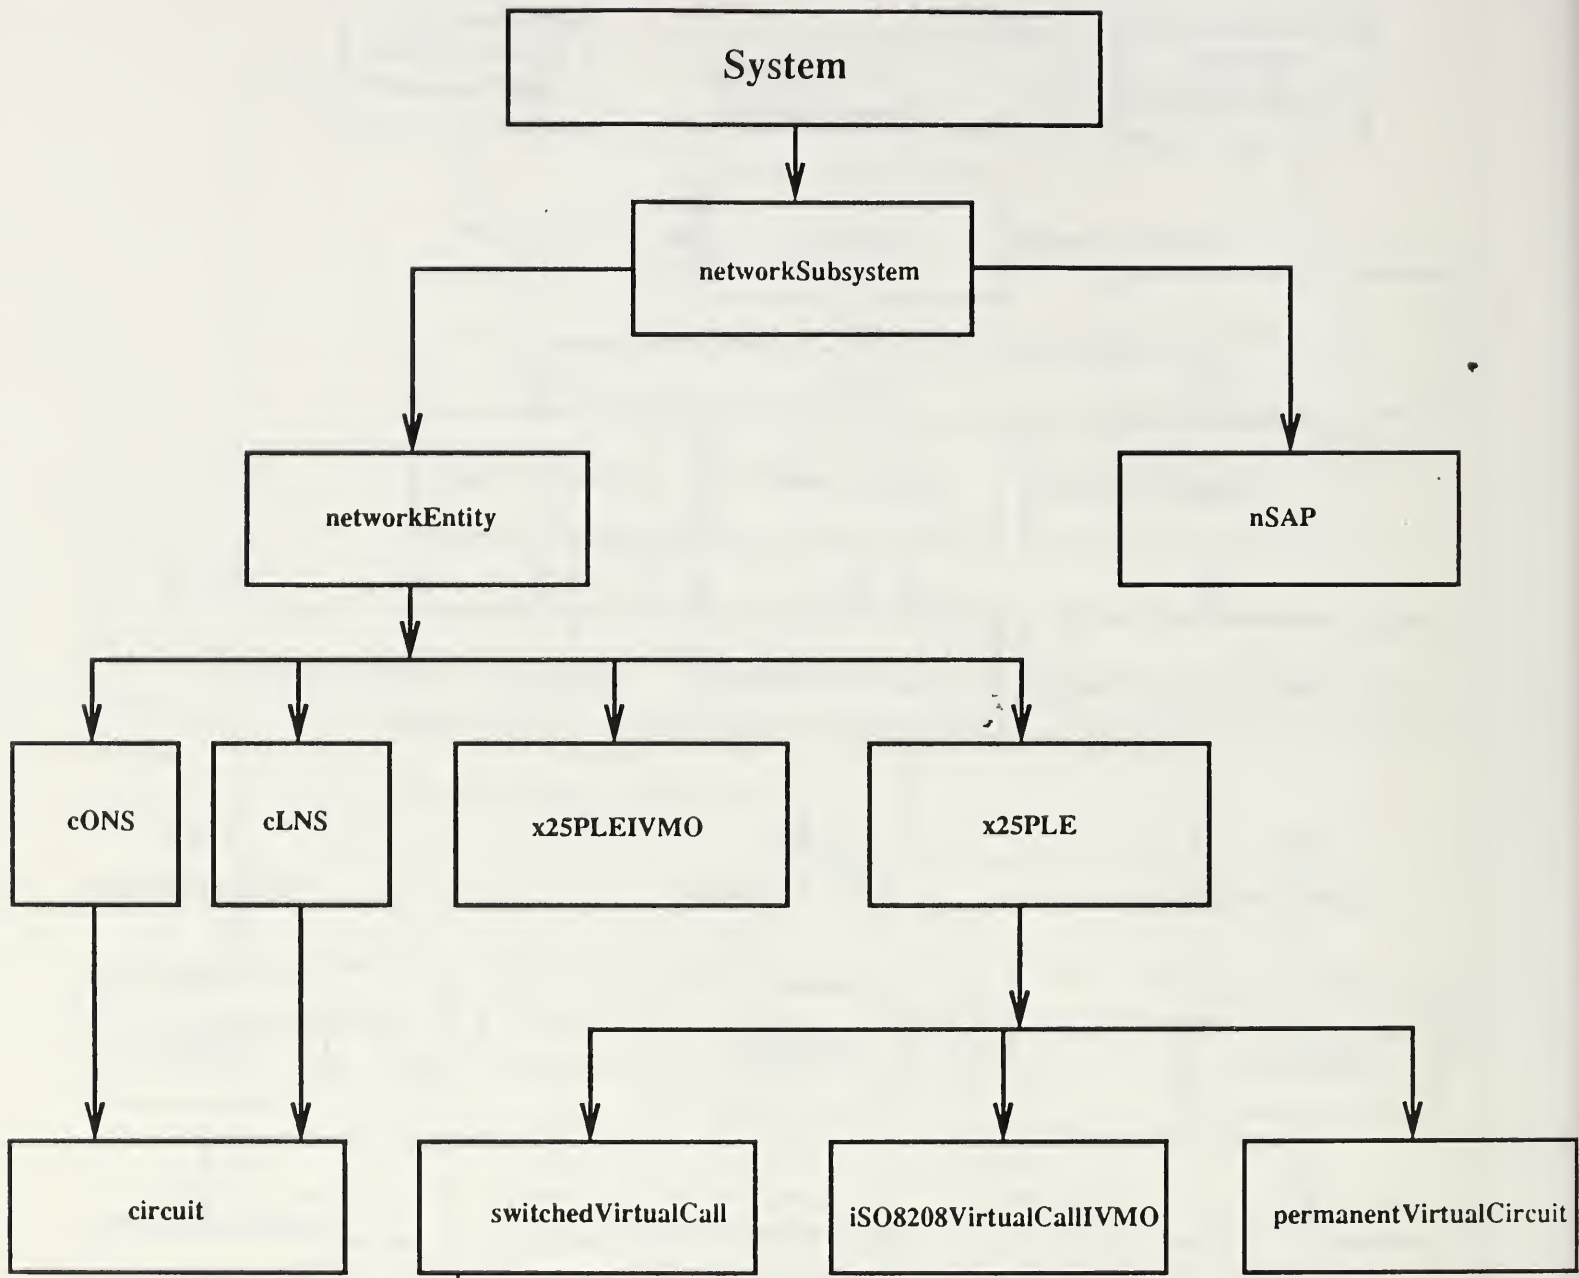 System
networkSubsystem
networkEntity
nSAP
cONS
cLNS
x25PLEIVMO
x25PLE
circuit
switchedVirtualCall
iSO8208VirtualCallIVMO
permanentVirtualCircuit